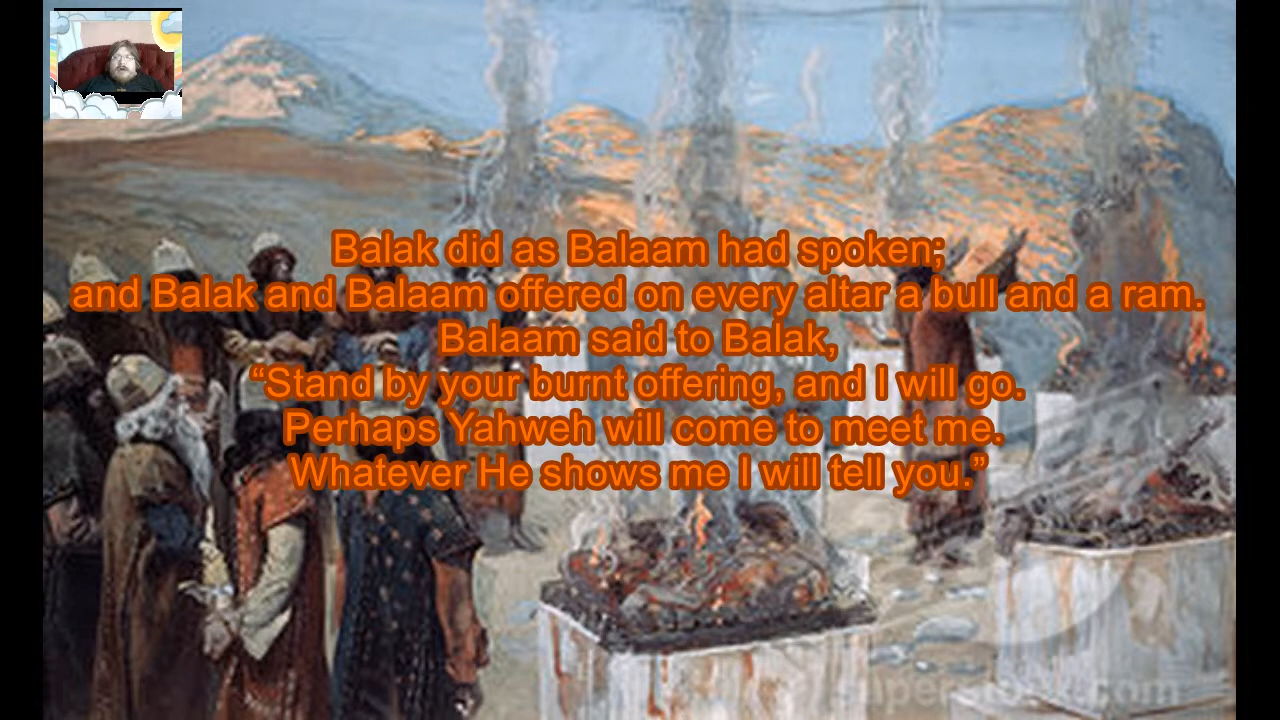 Balak did as Balaam had spoken;
and Balak and Balaam offered on every altar a bull and a ram.
Balaam said to Balak,
“Stand by your burnt offering, and I will go.
Perhaps Yahweh will come to meet me.
Whatever He shows me I will tell you.”
superstock.com